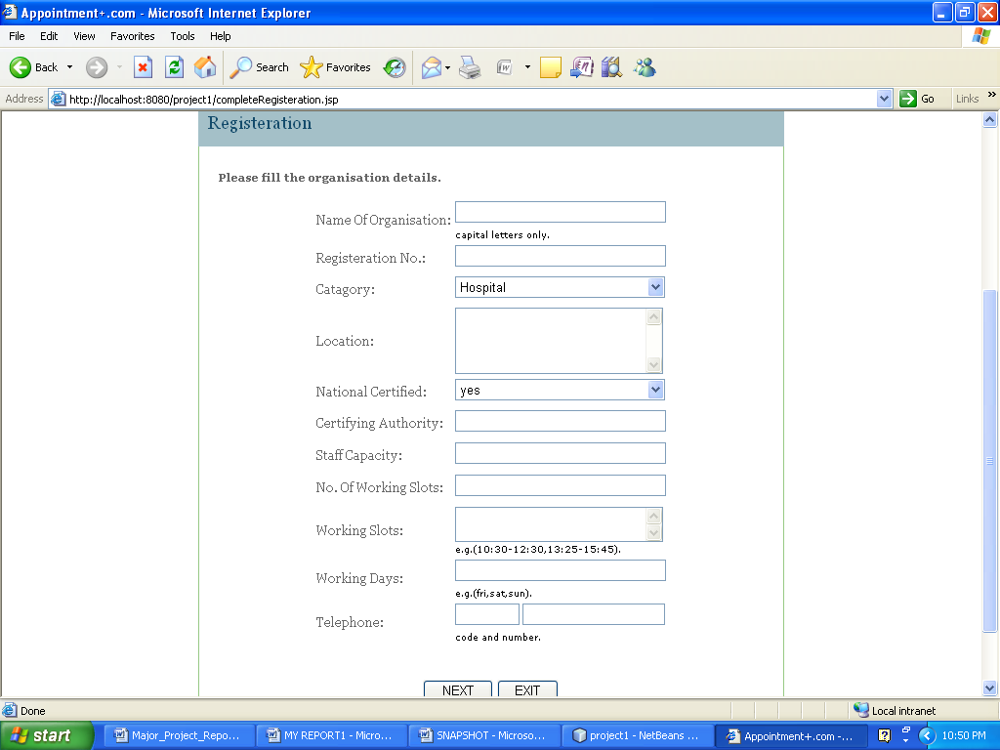 Appointment+.com - Microsoft Internet Explorer
File Edit View Favorites Tools Help
Back Search Favorites
Address http://localhost:8080/project1/completeRegisteration.jsp Go Links »
Registeration
Please fill the organisation details.
Name Of Organisation:
capital letters only.
Registeration No.:
Catagory: Hospital
Location:
National Certified: yes
Certifying Authority:
Staff Capacity:
No. Of Working Slots:
Working Slots:
e.g.(10:30-12:30,13:25-15:45).
Working Days:
e.g.(fri,sat,sun).
Telephone:
code and number.
NEXT EXIT
Done Local intranet
start Major_Project_Repo... MY REPORT1 - Micro... SNAPSHOT - Microso... project1 - NetBeans ... Appointment+.com -... 10:50 PM